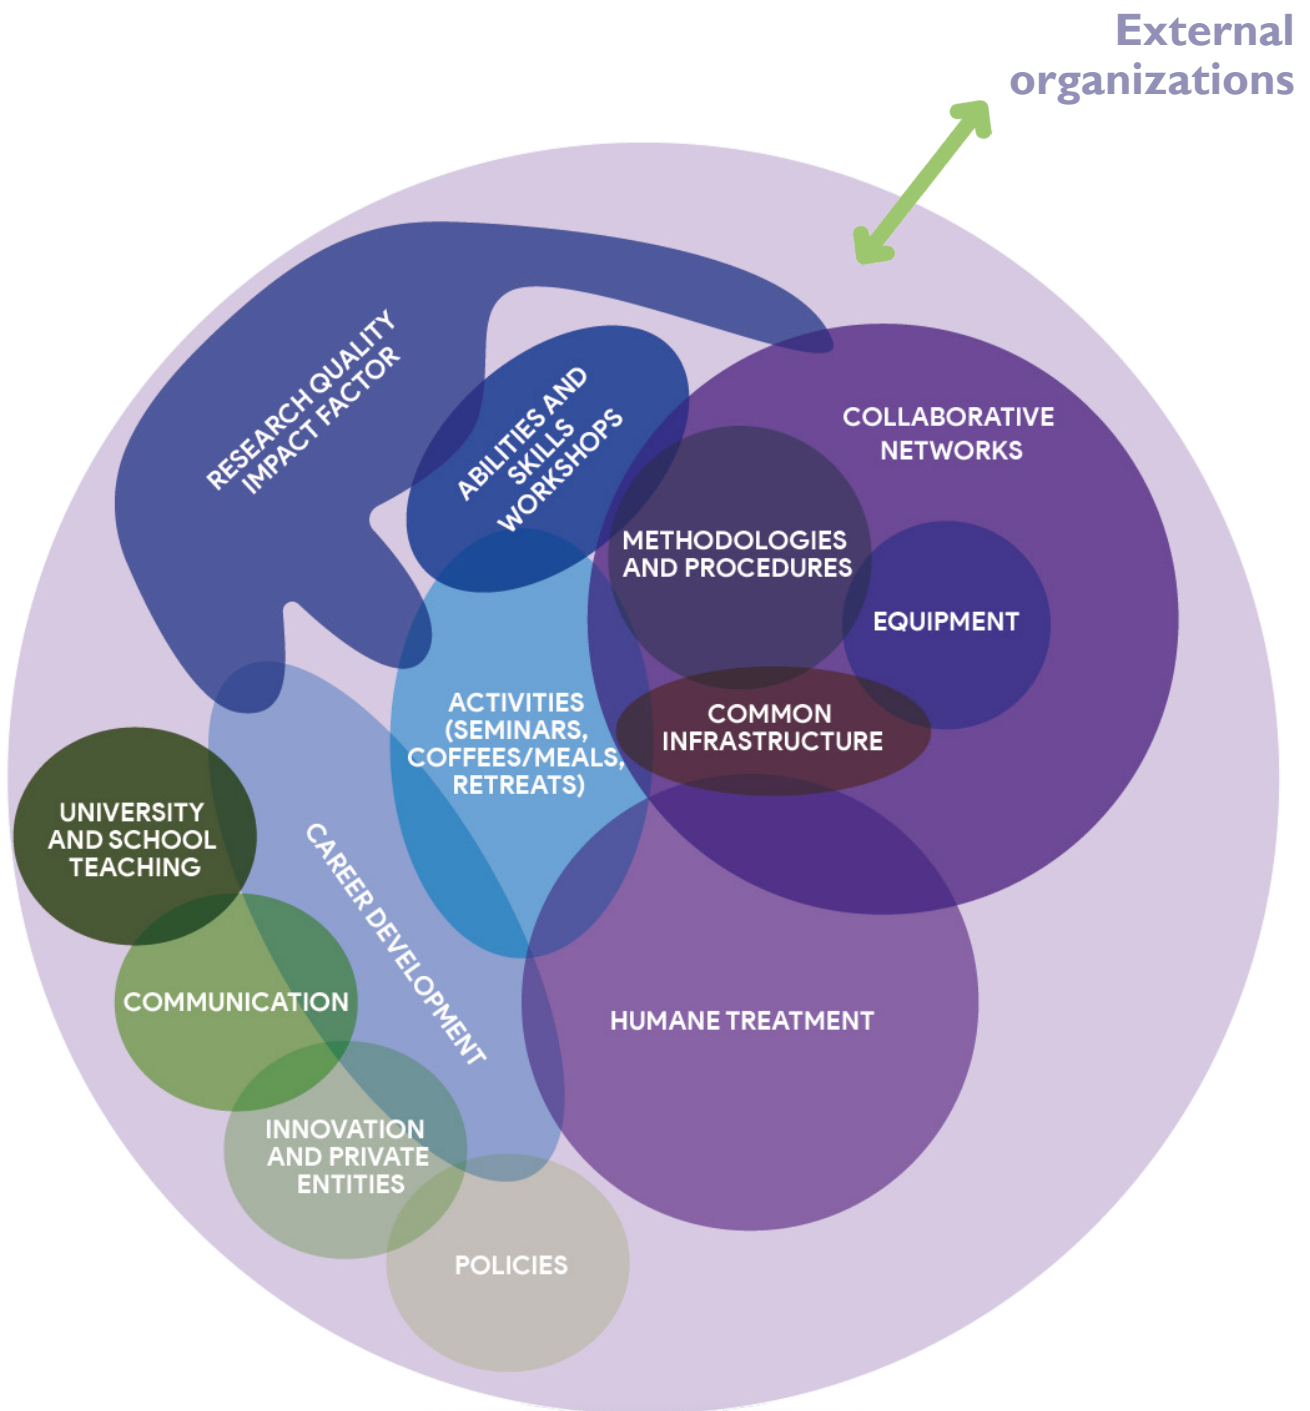 External
organizations
RESEARCH QUALITY
IMPACT FACTOR
ABILITIES AND
SKILLS
WORKSHOPS
COLLABORATIVE
NETWORKS
METHODOLOGIES
AND PROCEDURES
EQUIPMENT
COMMON
INFRASTRUCTURE
ACTIVITIES
(SEMINARS,
COFFEES/MEALS,
RETREATS)
UNIVERSITY
AND SCHOOL
TEACHING
CAREER DEVELOPMENT
COMMUNICATION
HUMANE TREATMENT
INNOVATION
AND PRIVATE
ENTITIES
POLICIES